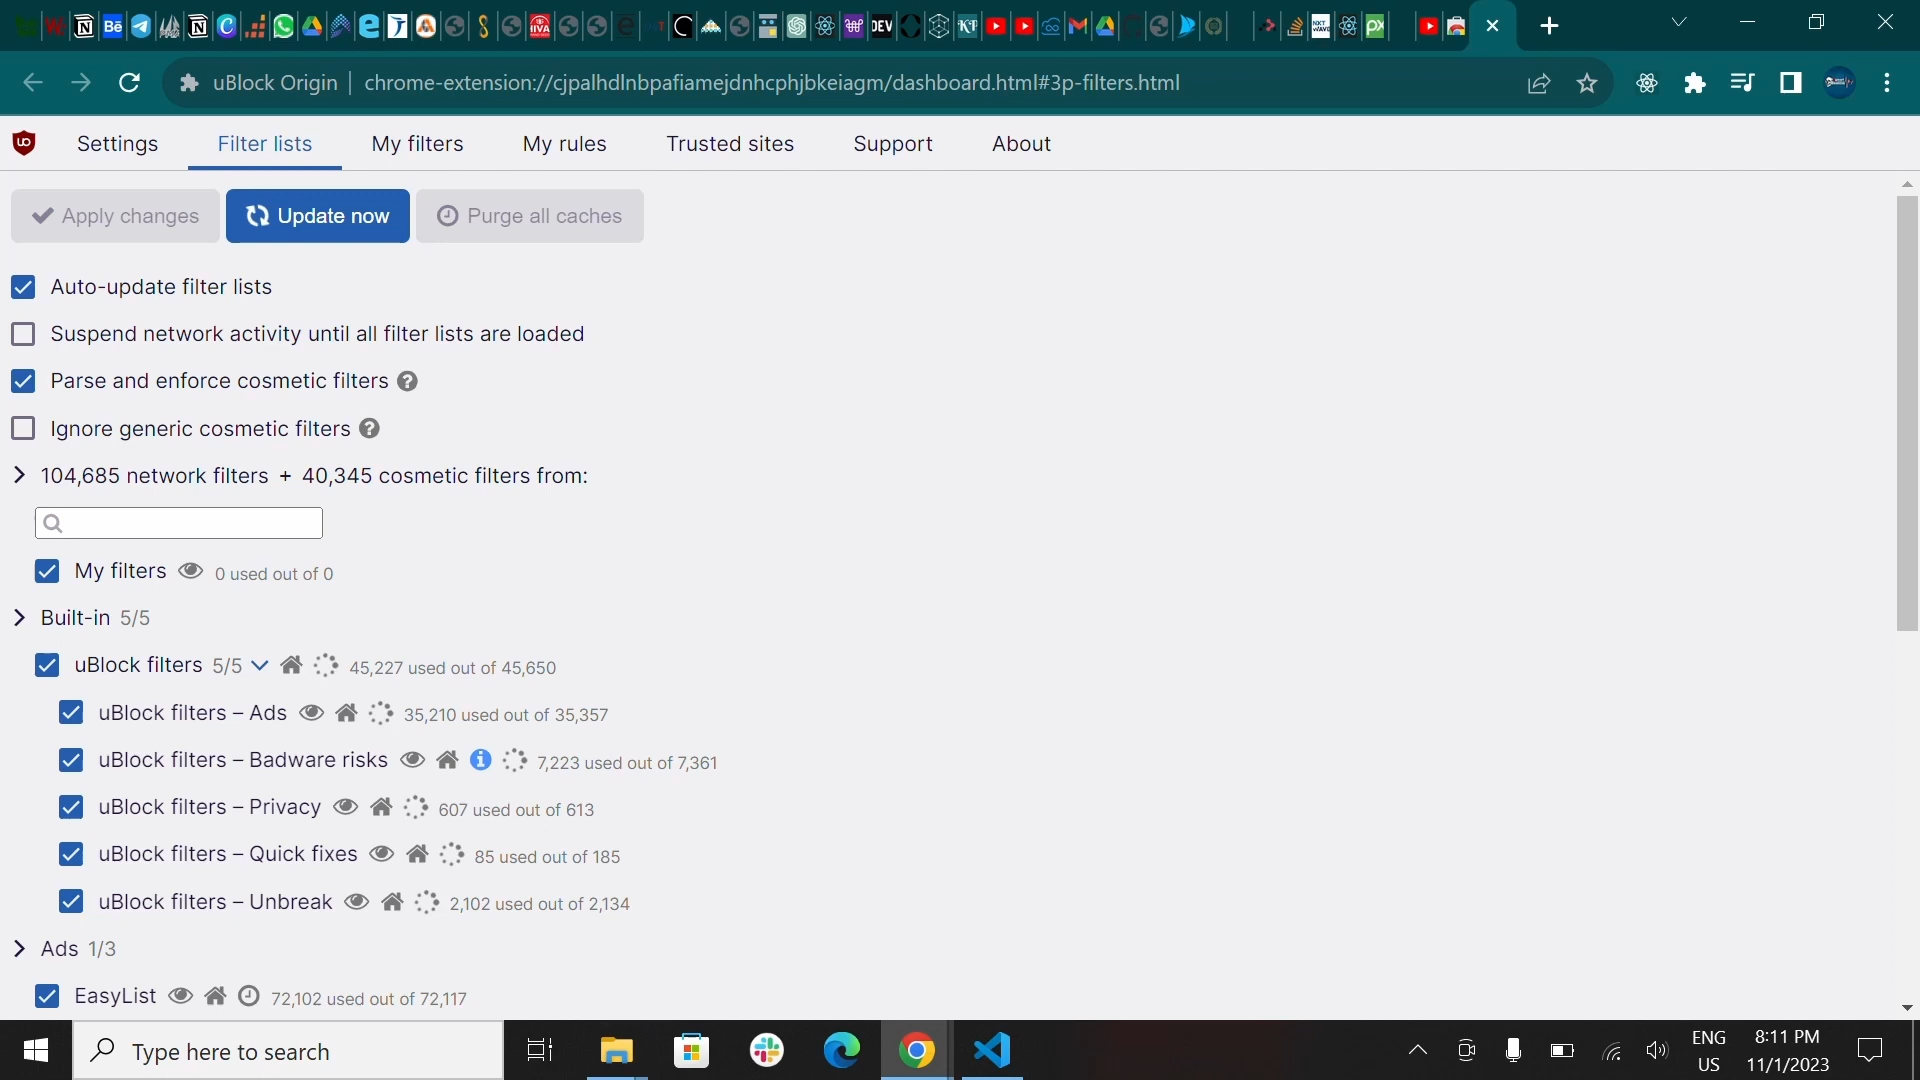 uBlock Origin | chrome-extension://cjpalhdlnbpafiamejdnhcphjbkeiagm/dashboard.html#3p-filters.html
Settings Filter lists My filters My rules Trusted sites Support About
Apply changes Update now Purge all caches
Auto-update filter lists
Suspend network activity until all filter lists are loaded
Parse and enforce cosmetic filters ?
Ignore generic cosmetic filters ?
104,685 network filters + 40,345 cosmetic filters from:
My filters 0 used out of 0
Built-in 5/5
uBlock filters 5/5 45,227 used out of 45,650
uBlock filters – Ads 35,210 used out of 35,357
uBlock filters – Badware risks 7,223 used out of 7,361
uBlock filters – Privacy 607 used out of 613
uBlock filters – Quick fixes 85 used out of 185
uBlock filters – Unbreak 2,102 used out of 2,134
Ads 1/3
EasyList 72,102 used out of 72,117
Type here to search
ENG 8:11 PM
US 11/1/2023